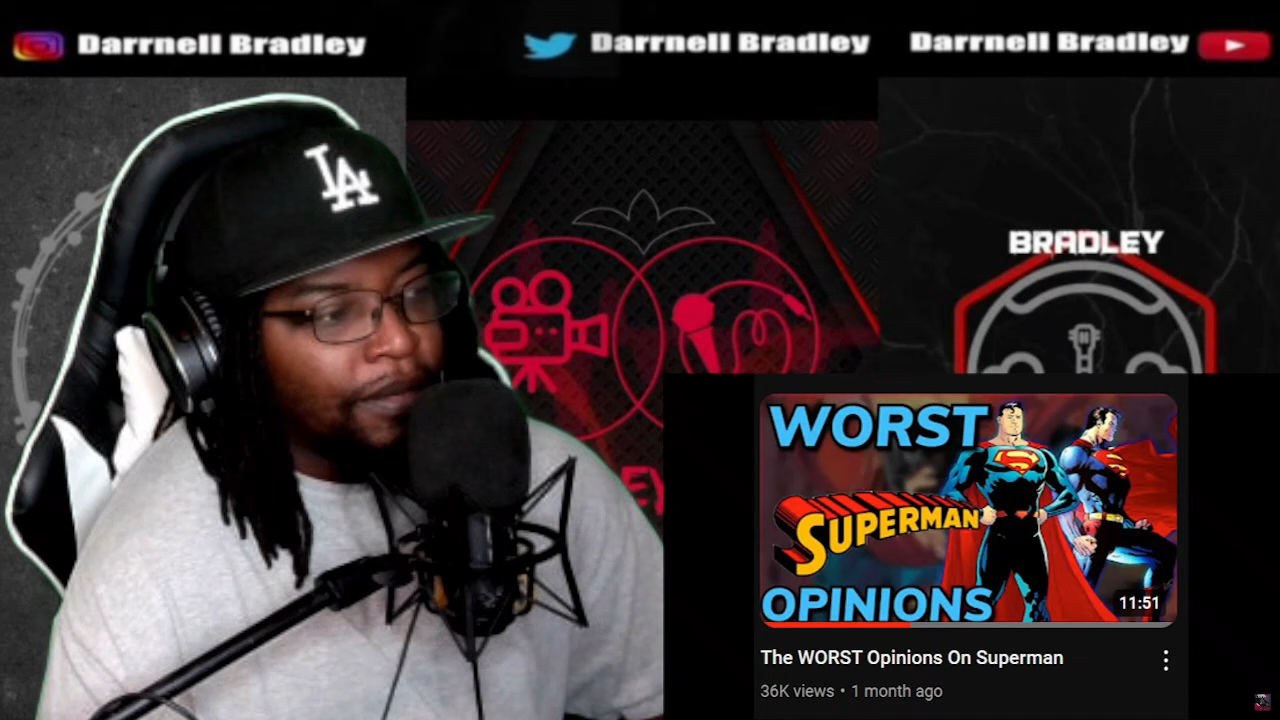 Darrnell Bradley
Darrnell Bradley
Darrnell Bradley
LA
BRADLEY
EY
WORST
SUPERMAN
OPINIONS
11:51
The WORST Opinions On Superman
36K views • 1 month ago